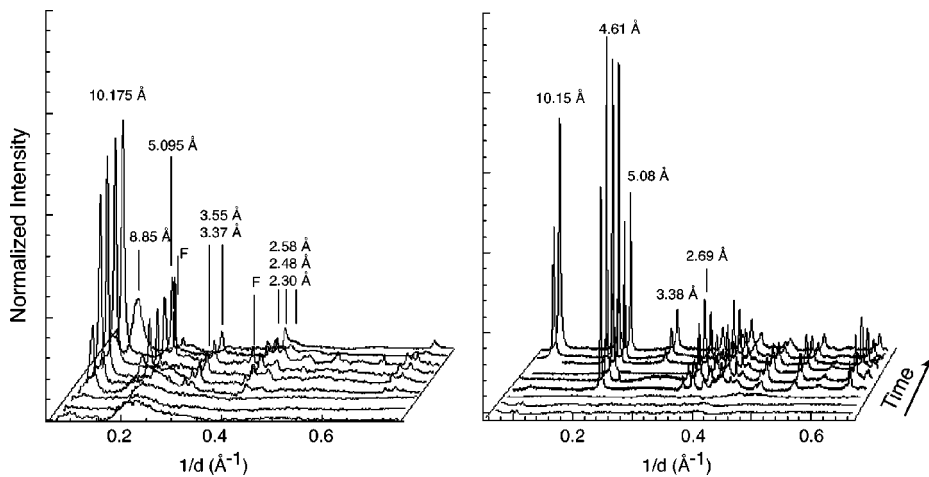 Normalized Intensity
10.175 Å
5.095 Å
8.85 Å
F
3.55 Å
3.37 Å
F
2.58 Å
2.48 Å
2.30 Å
0.2
0.4
0.6
1/d (Å-1)
4.61 Å
10.15 Å
5.08 Å
2.69 Å
3.38 Å
0.2
0.4
0.6
1/d (Å-1)
Time